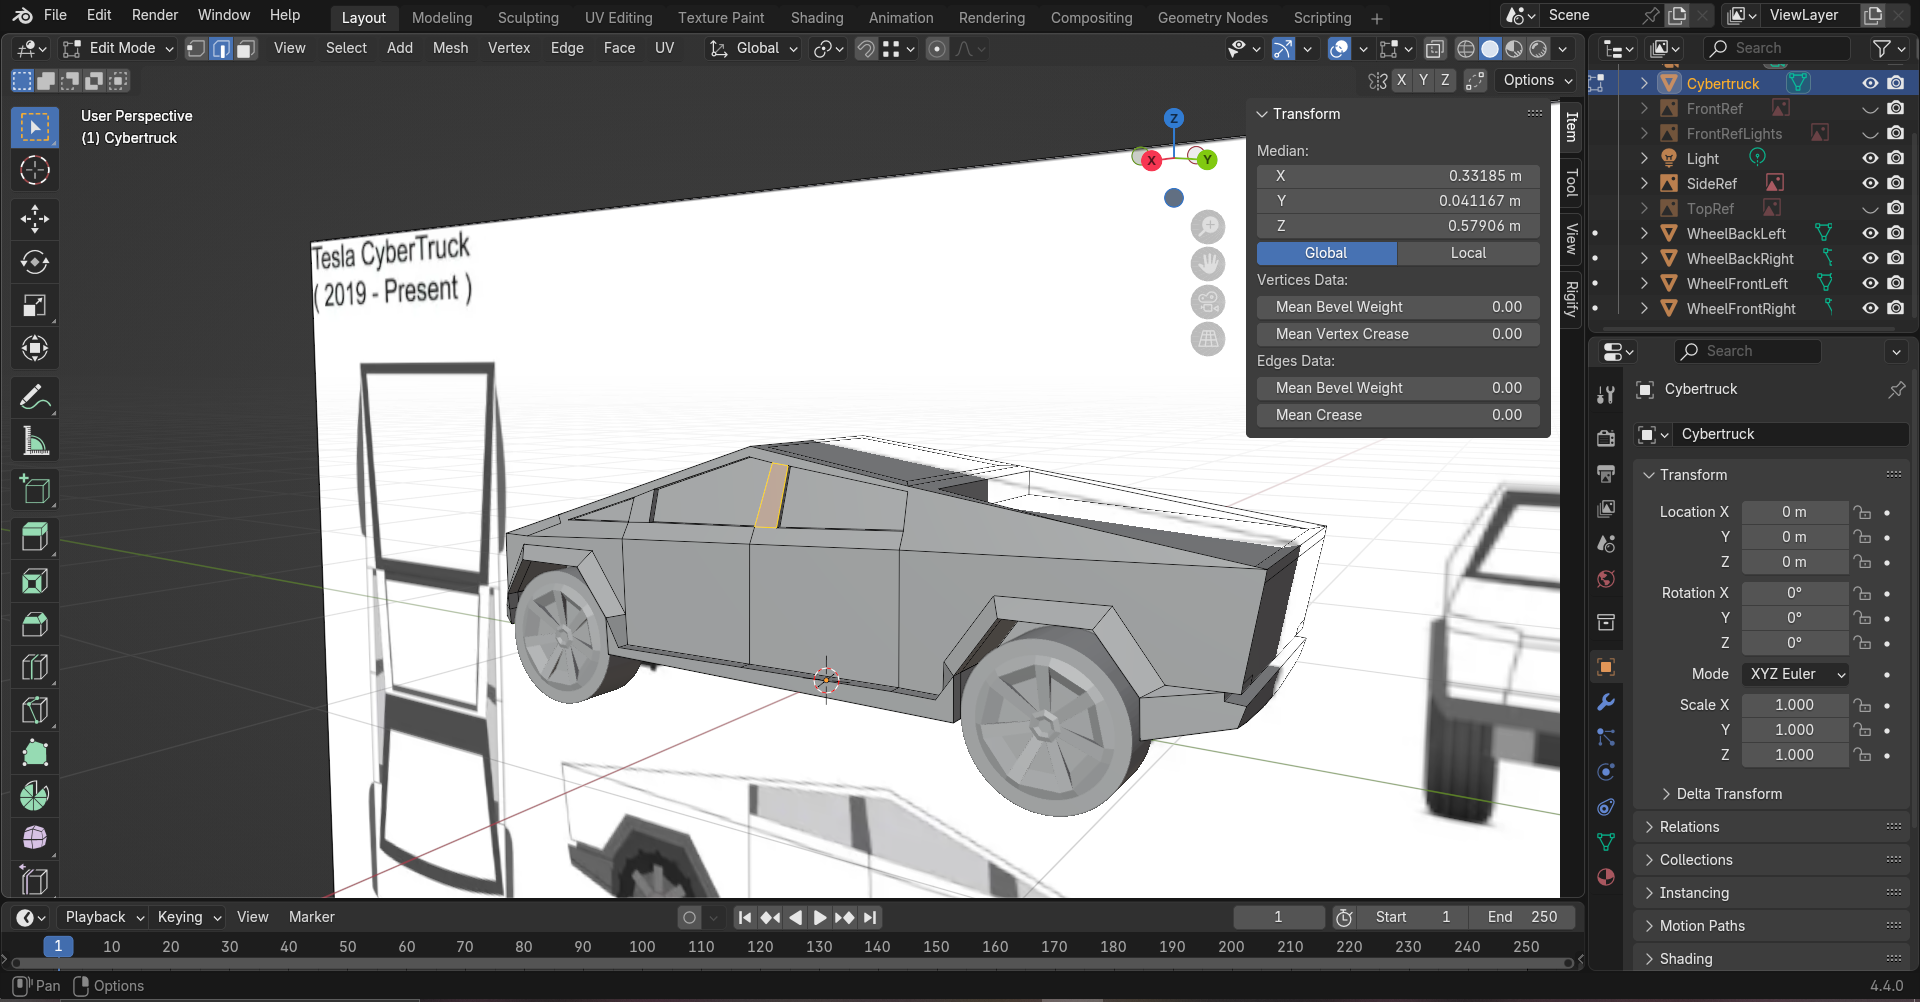 File Edit Render Window Help
Layout Modeling Sculpting UV Editing Texture Paint Shading Animation Rendering Compositing Geometry Nodes Scripting
Scene
ViewLayer
Edit Mode View Select Add Mesh Vertex Edge Face UV Global
Search
X Y Z Options
User Perspective
(1) Cybertruck
Tesla CyberTruck
( 2019 - Present )
Z
X
Y
Transform
Median:
X 0.33185 m
Y 0.041167 m
Z 0.57906 m
Global Local
Vertices Data:
Mean Bevel Weight 0.00
Mean Vertex Crease 0.00
Edges Data:
Mean Bevel Weight 0.00
Mean Crease 0.00
Item
Tool
View
Rigify
Cybertruck
FrontRef
FrontRefLights
Light
SideRef
TopRef
WheelBackLeft
WheelBackRight
WheelFrontLeft
WheelFrontRight
Search
Cybertruck
Cybertruck
Transform
Location X 0 m
Y 0 m
Z 0 m
Rotation X 0°
Y 0°
Z 0°
Mode XYZ Euler
Scale X 1.000
Y 1.000
Z 1.000
Delta Transform
Relations
Collections
Instancing
Motion Paths
Shading
Playback Keying View Marker
1 Start 1 End 250
1 10 20 30 40 50 60 70 80 90 100 110 120 130 140 150 160 170 180 190 200 210 220 230 240 250
Pan Options
4.4.0